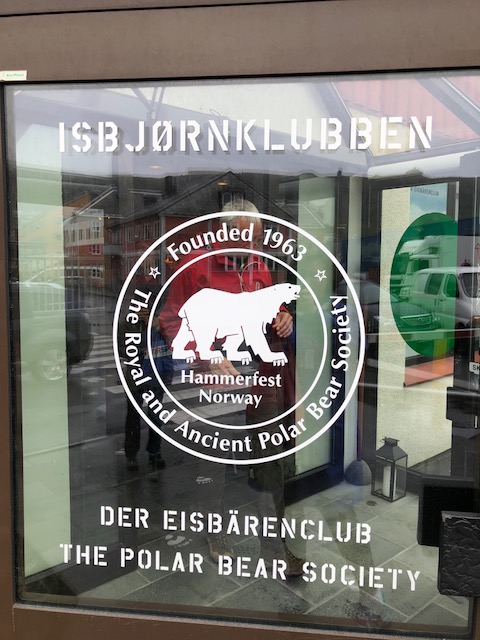 ISBJØRNKLUBBEN
Founded 1963
The Royal and Ancient Polar Bear Society
Hammerfest
Norway
DER EISBÄRENCLUB
THE POLAR BEAR SOCIETY